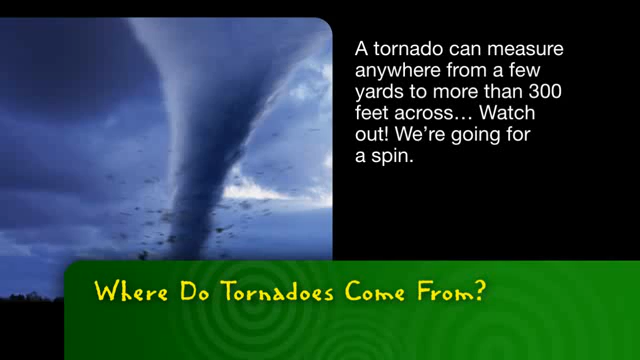 A tornado can measure
anywhere from a few
yards to more than 300
feet across... Watch
out! We're going for
a spin.
Where Do Tornadoes Come From?